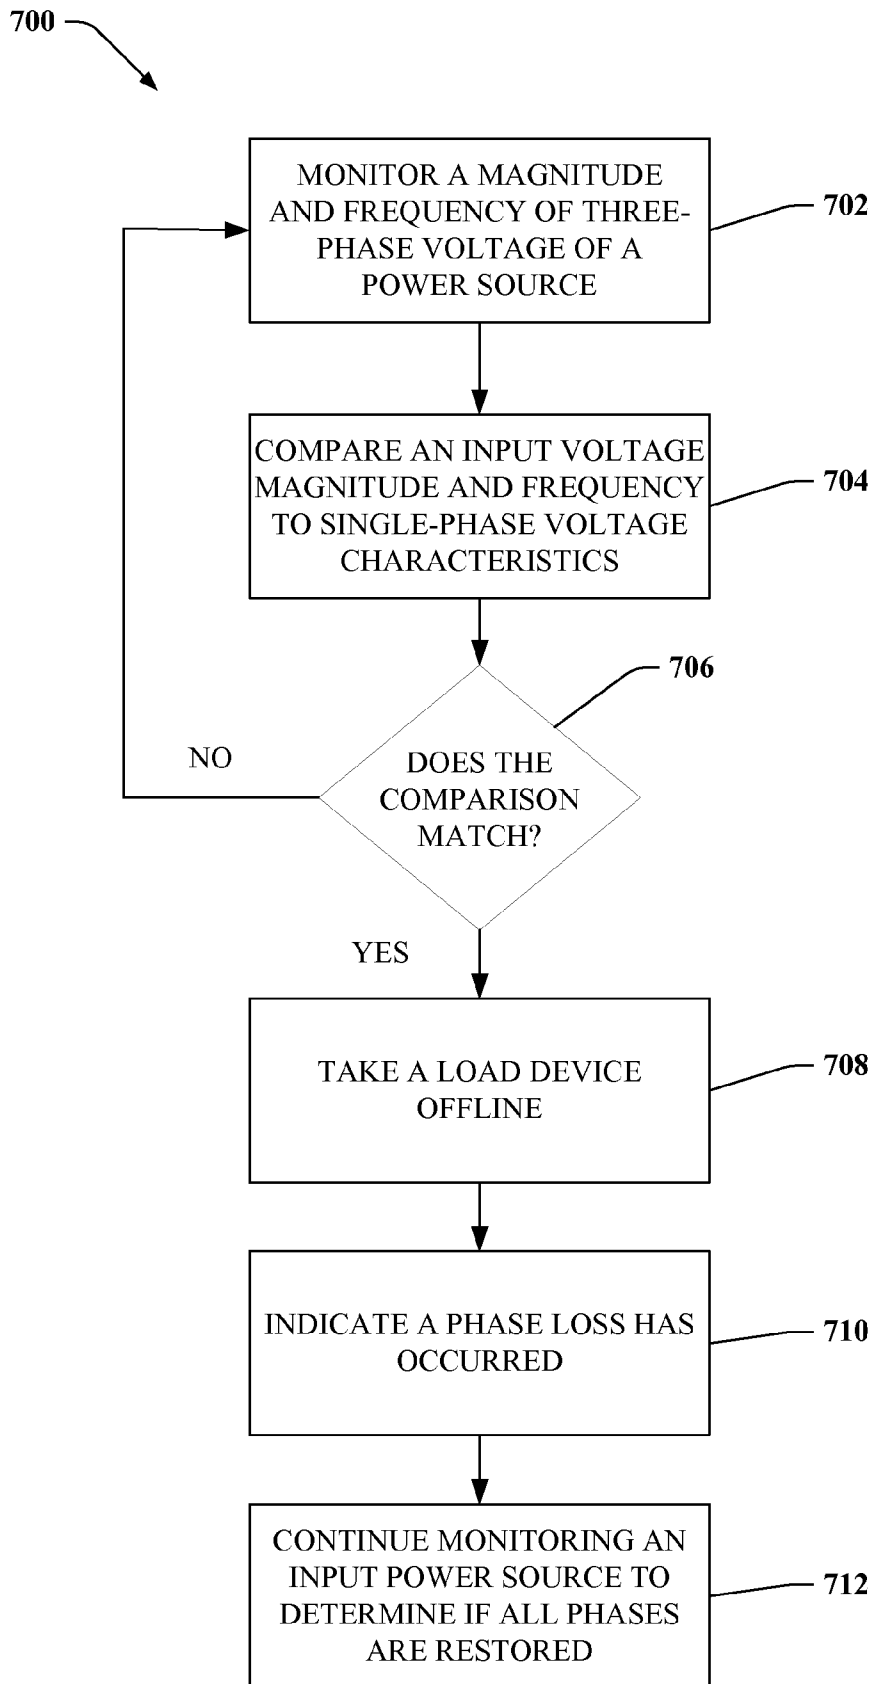 700
MONITOR A MAGNITUDE
AND FREQUENCY OF THREE-
PHASE VOLTAGE OF A
POWER SOURCE
702
COMPARE AN INPUT VOLTAGE
MAGNITUDE AND FREQUENCY
TO SINGLE-PHASE VOLTAGE
CHARACTERISTICS
704
706
DOES THE
COMPARISON
MATCH?
NO
YES
TAKE A LOAD DEVICE
OFFLINE
708
INDICATE A PHASE LOSS HAS
OCCURRED
710
CONTINUE MONITORING AN
INPUT POWER SOURCE TO
DETERMINE IF ALL PHASES
ARE RESTORED
712